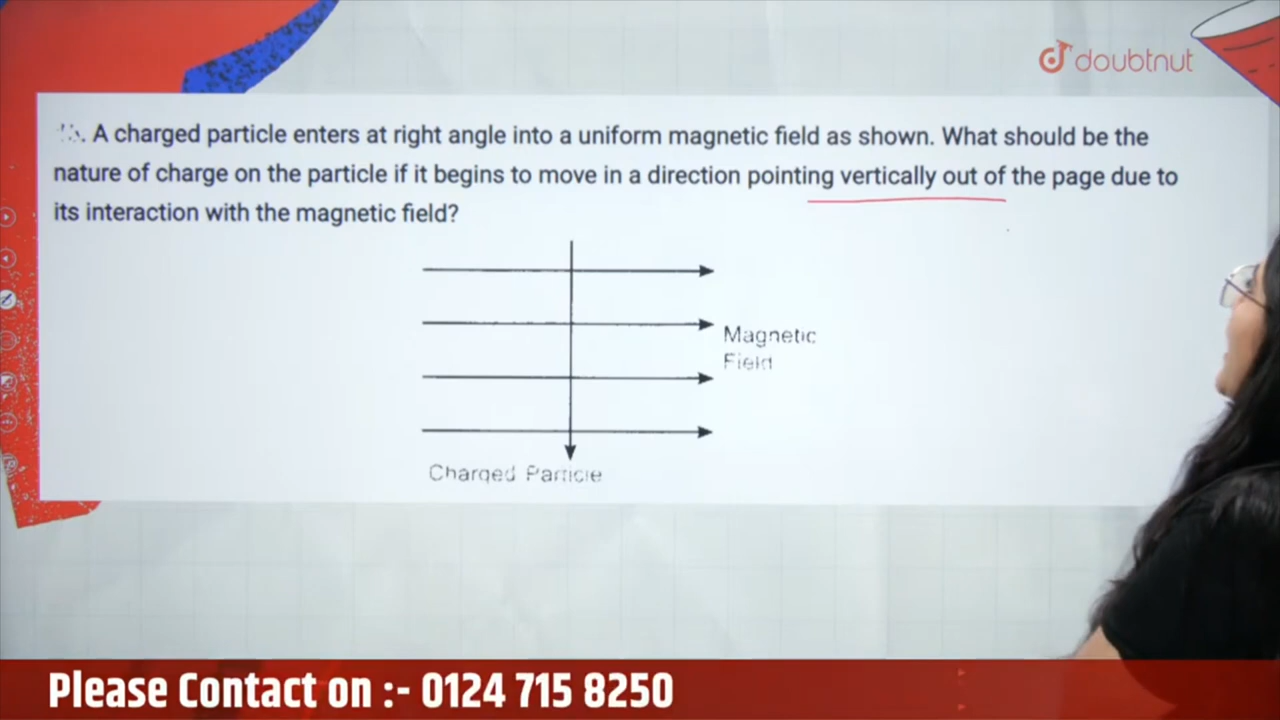 doubtnut
A charged particle enters at right angle into a uniform magnetic field as shown. What should be the
nature of charge on the particle if it begins to move in a direction pointing vertically out of the page due to
its interaction with the magnetic field?
Magnetic
Field
Charged Particle
Please Contact on :- 0124 715 8250